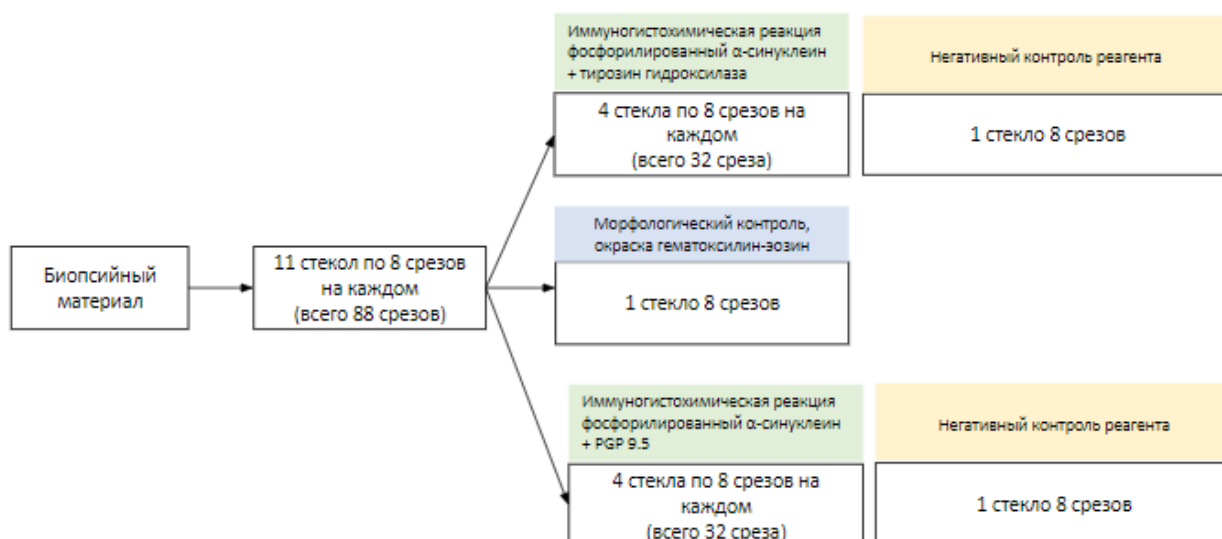 Иммуногистохимическая реакция
фосфорилированный α-синуклеин
+ тирозин гидроксилаза
Негативный контроль реагента
4 стекла по 8 срезов на
каждом
(всего 32 среза)
1 стекло 8 срезов
Морфологический контроль,
окраска гематоксилин-эозин
1 стекло 8 срезов
Биопсийный
материал
11 стекол по 8 срезов
на каждом
(всего 88 срезов)
Иммуногистохимическая реакция
фосфорилированный α-синуклеин
+ PGP 9.5
Негативный контроль реагента
4 стекла по 8 срезов на
каждом
(всего 32 среза)
1 стекло 8 срезов